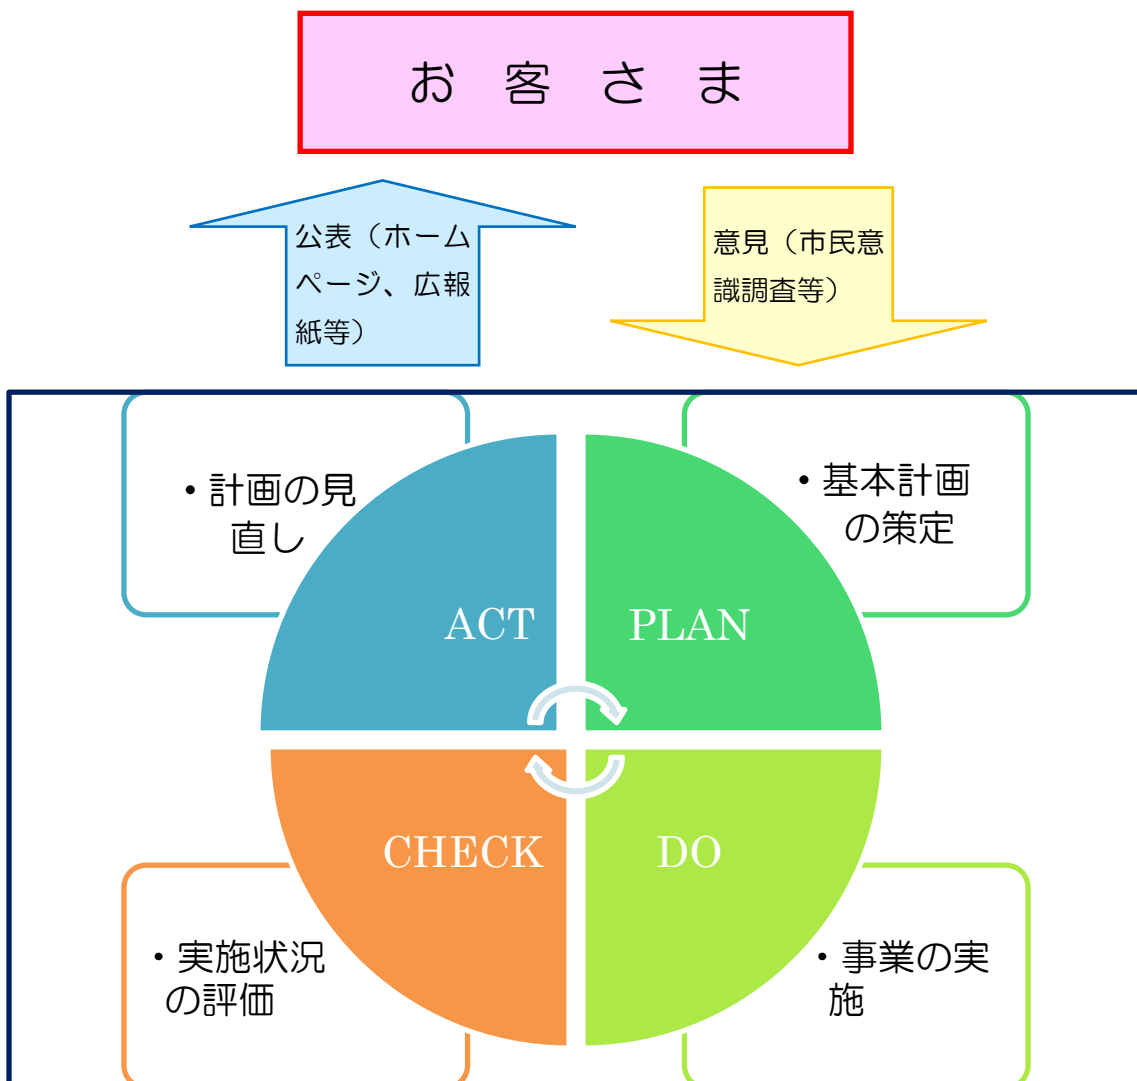 お　客　さ　ま
公表（ホーム
ページ、広報
紙等）
意見（市民意
識調査等）
・計画の見
直し
・基本計画
の策定
ACT
PLAN
CHECK
DO
・実施状況
の評価
・事業の実
施